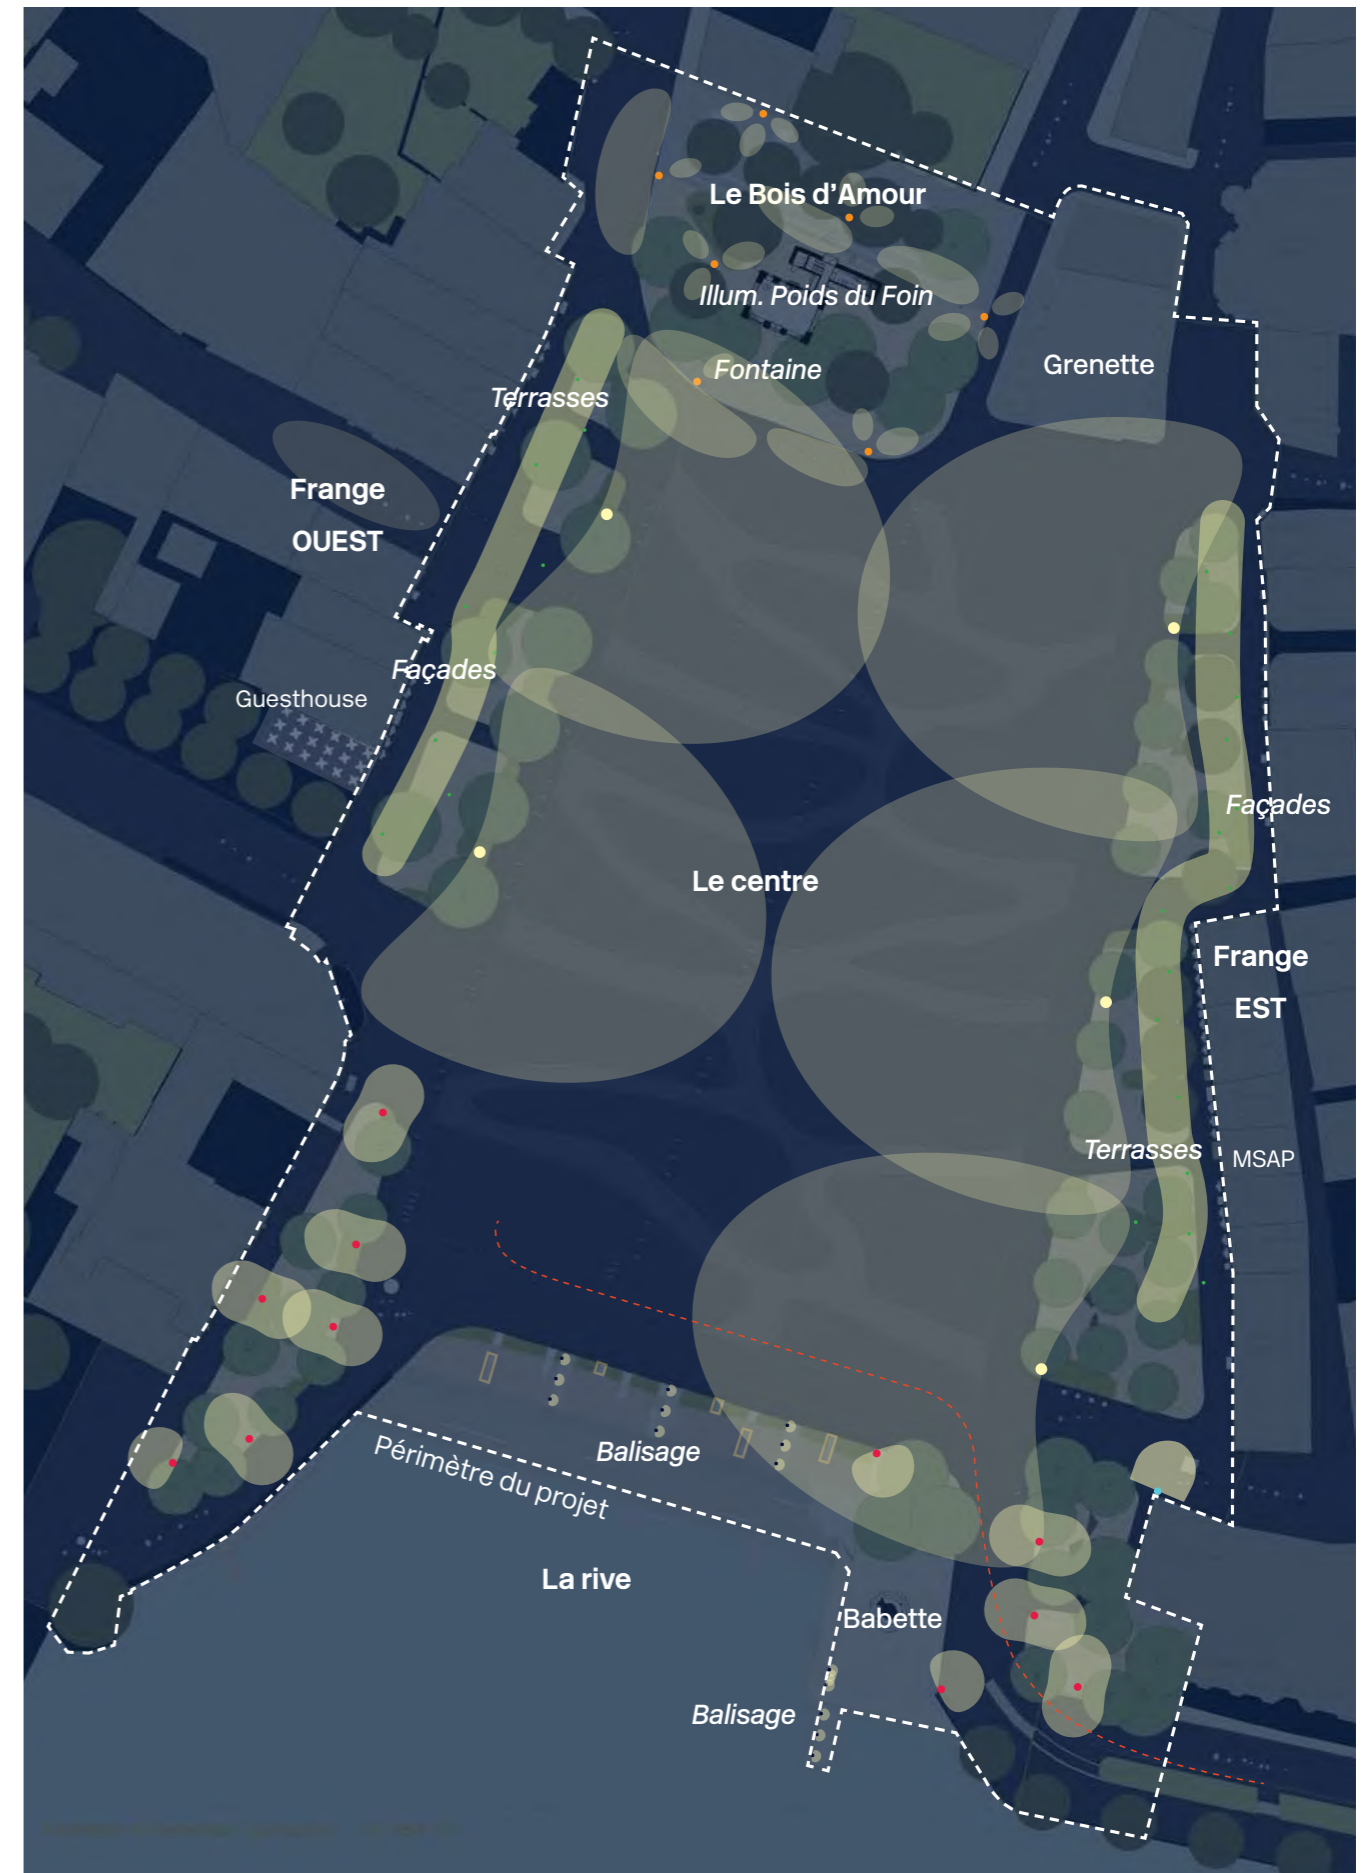 Le Bois d'Amour
Illum. Poids du Foin
Grenette
Fontaine
Terrasses
Frange
OUEST
Façades
Guesthouse
Façades
Le centre
Frange
EST
Terrasses
MSAP
Balisage
Périmètre du projet
La rive
Babette
Balisage